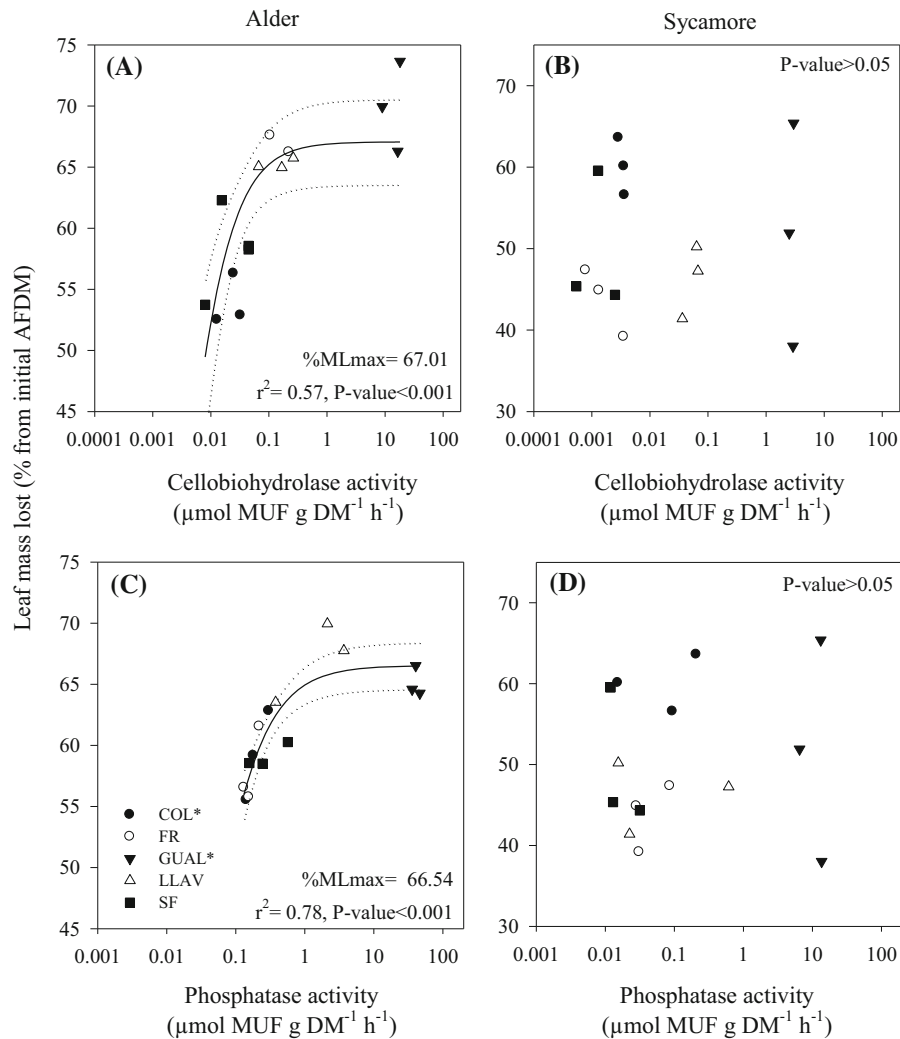 Alder
Sycamore
Leaf mass lost (% from initial AFDM)
75
70
65
60
55
50
45
(A)
%MLmax= 67.01
r²= 0.57, P-value<0.001
0.0001 0.001 0.01 0.1 1 10 100
Cellobiohydrolase activity
(µmol MUF g DM⁻¹ h⁻¹)
70
60
50
40
30
(B)
P-value>0.05
0.0001 0.001 0.01 0.1 1 10 100
Cellobiohydrolase activity
(µmol MUF g DM⁻¹ h⁻¹)
75
70
65
60
55
50
45
(C)
COL*
FR
GUAL*
LLAV
SF
%MLmax= 66.54
r²= 0.78, P-value<0.001
0.001 0.01 0.1 1 10 100
Phosphatase activity
(µmol MUF g DM⁻¹ h⁻¹)
70
60
50
40
30
(D)
P-value>0.05
0.001 0.01 0.1 1 10 100
Phosphatase activity
(µmol MUF g DM⁻¹ h⁻¹)